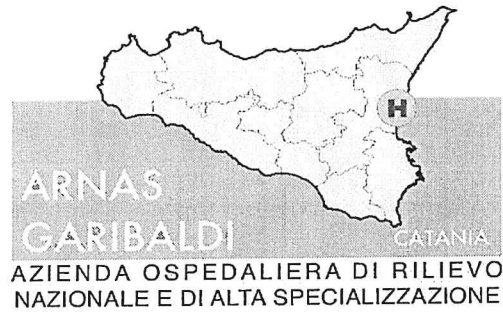 H
ARNAS
GARIBALDI
CATANIA
AZIENDA OSPEDALIERA DI RILIEVO
NAZIONALE E DI ALTA SPECIALIZZAZIONE